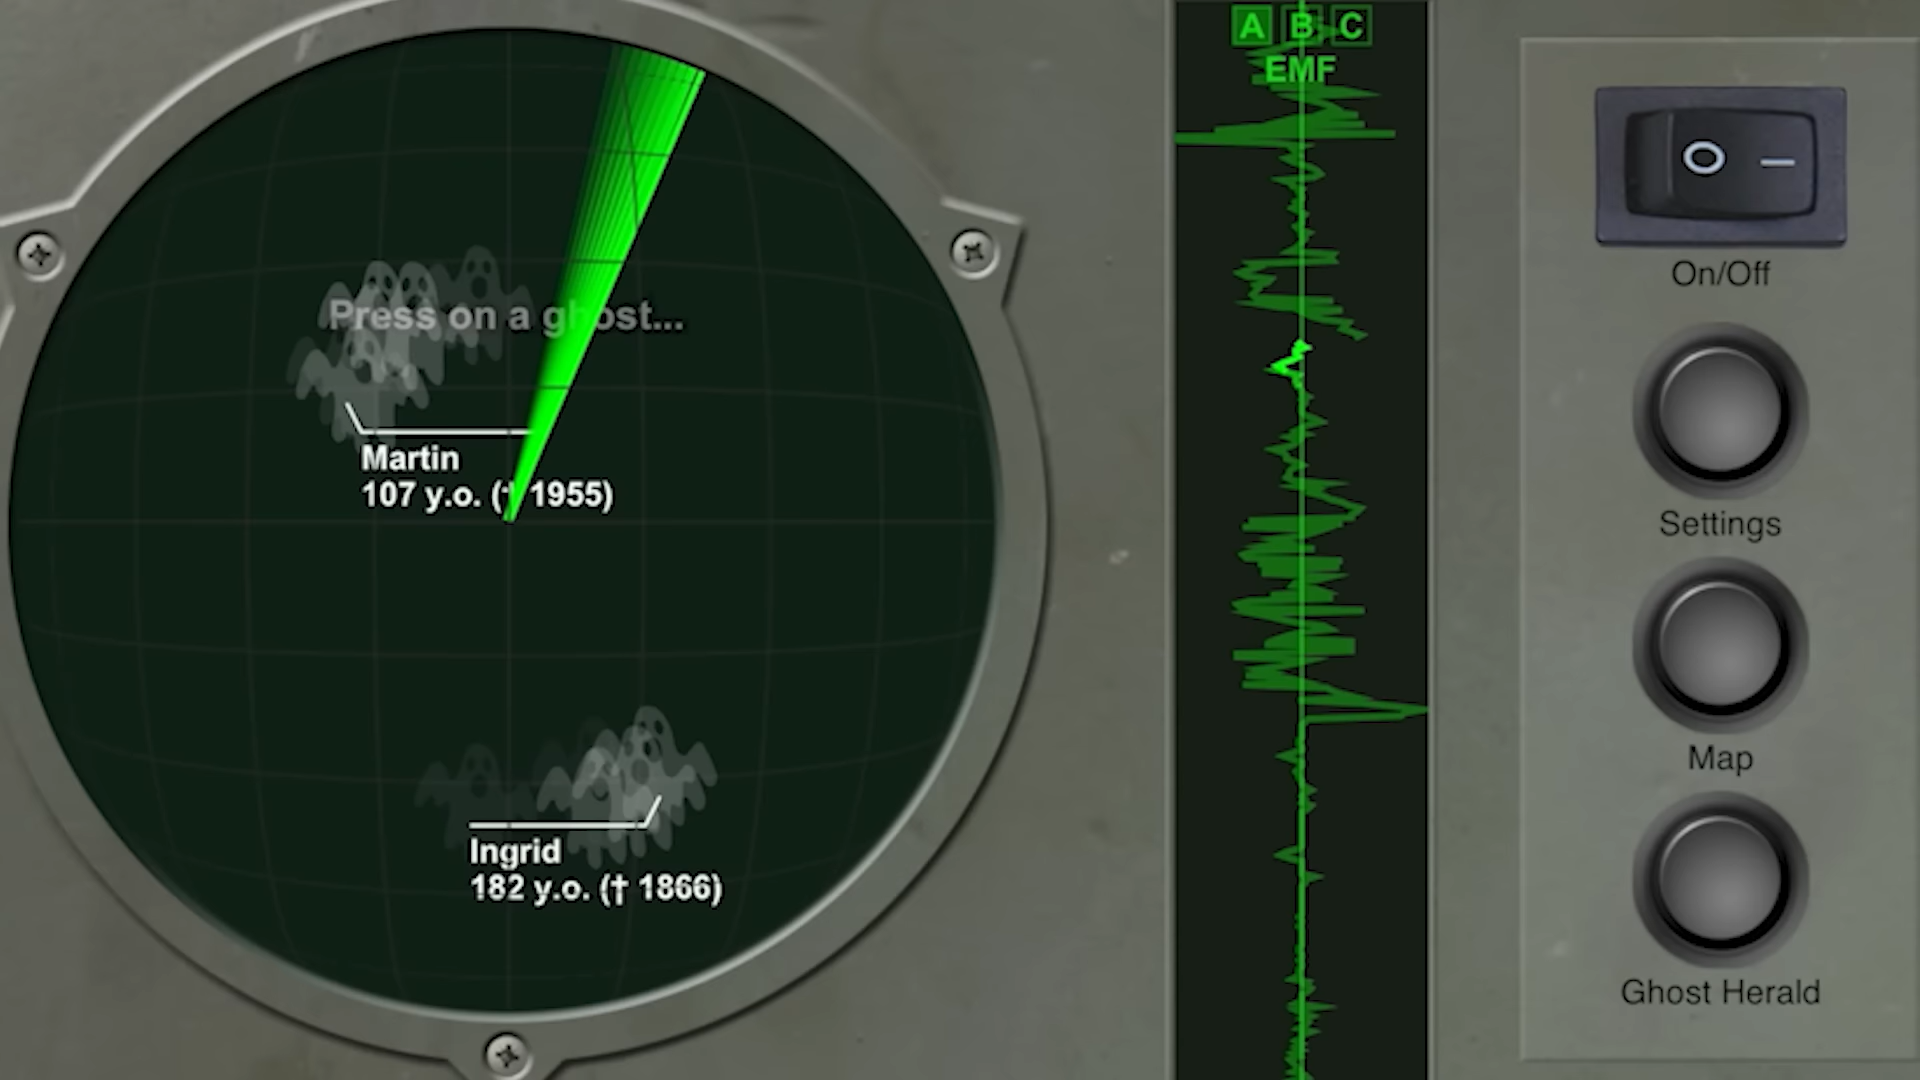 Press on a ghost...
Martin
107 y.o. († 1955)
Ingrid
182 y.o. († 1866)
A B C
EMF
On/Off
Settings
Map
Ghost Herald